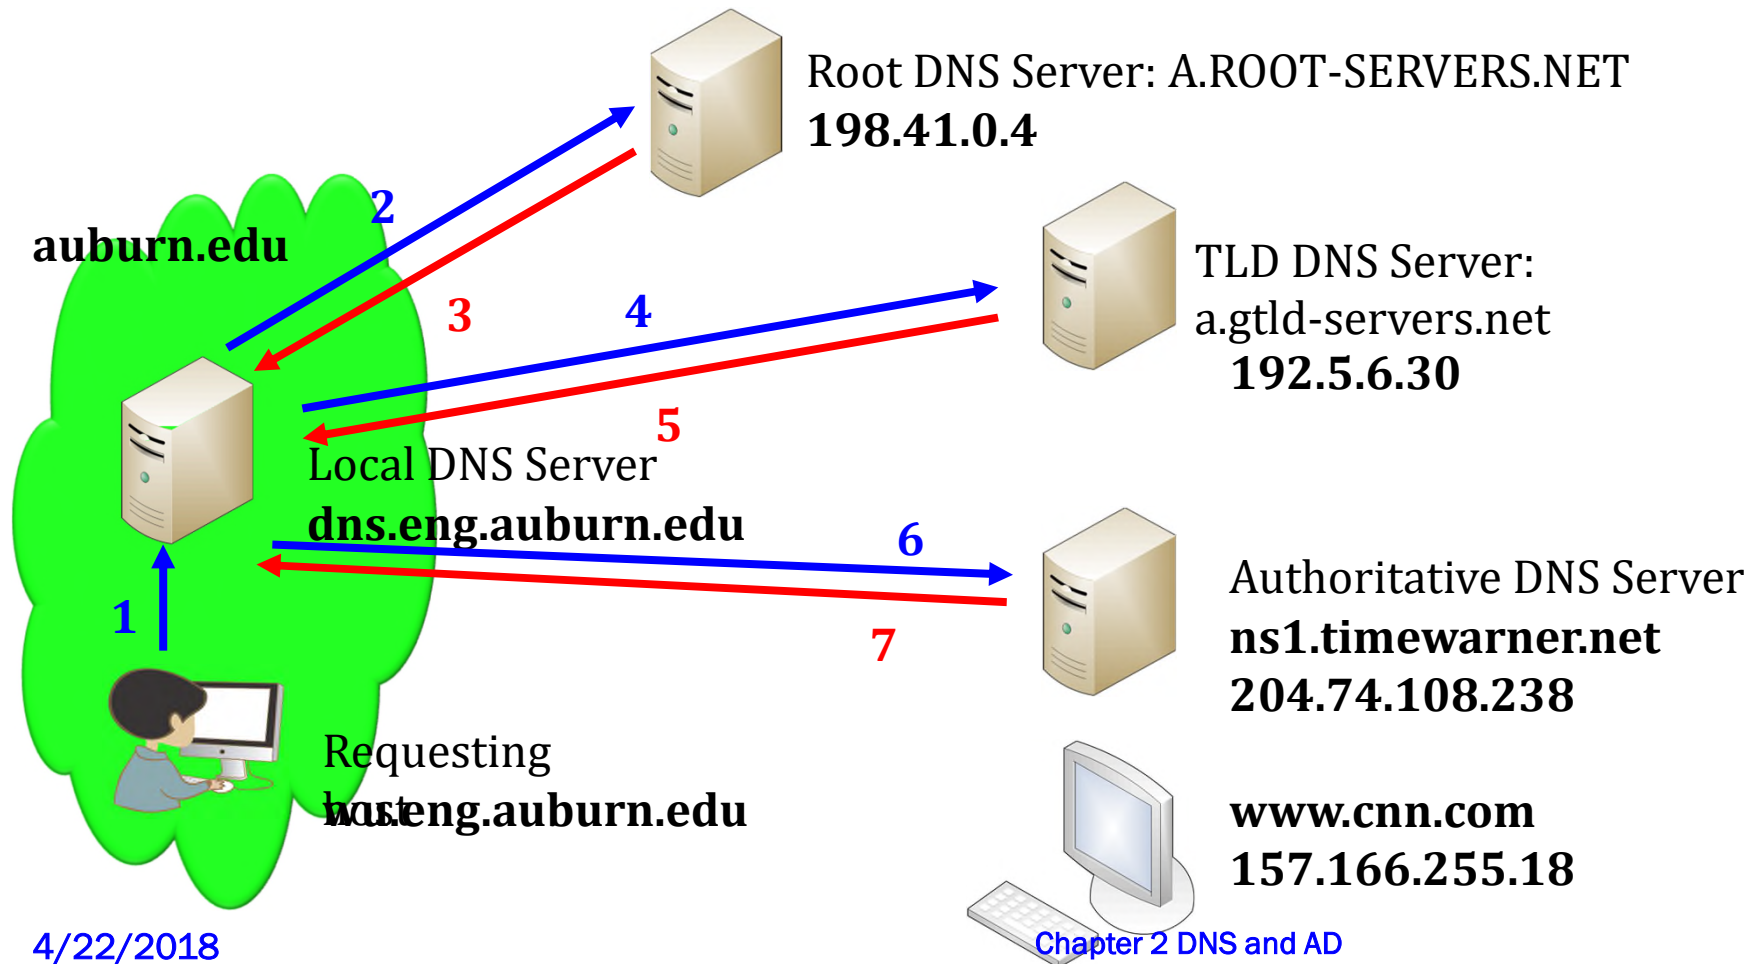 Root DNS Server: A.ROOT-SERVERS.NET
198.41.0.4
2
auburn.edu
TLD DNS Server:
a.gtld-servers.net
192.5.6.30
3
4
5
Local DNS Server
dns.eng.auburn.edu
6
Authoritative DNS Server
ns1.timewarner.net
204.74.108.238
1
7
Requesting
host
wu.eng.auburn.edu
www.cnn.com
157.166.255.18
4/22/2018
Chapter 2 DNS and AD